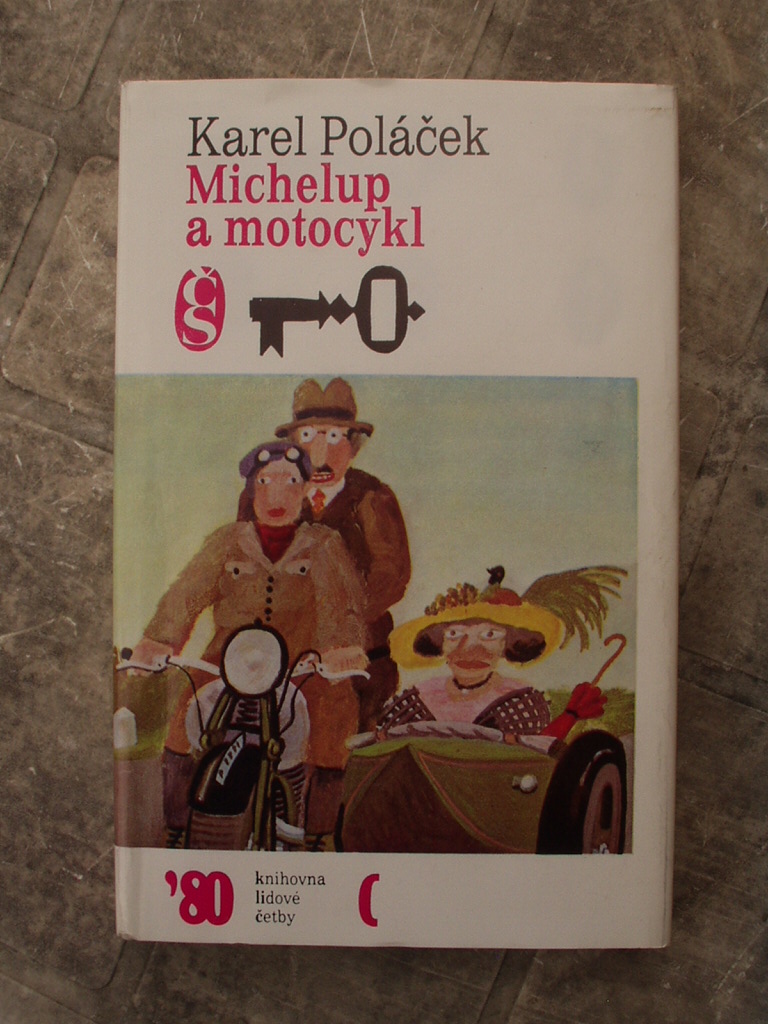 Karel Poláček
Michelup
a motocykl
ČS
'80
knihovna
lidové
četby